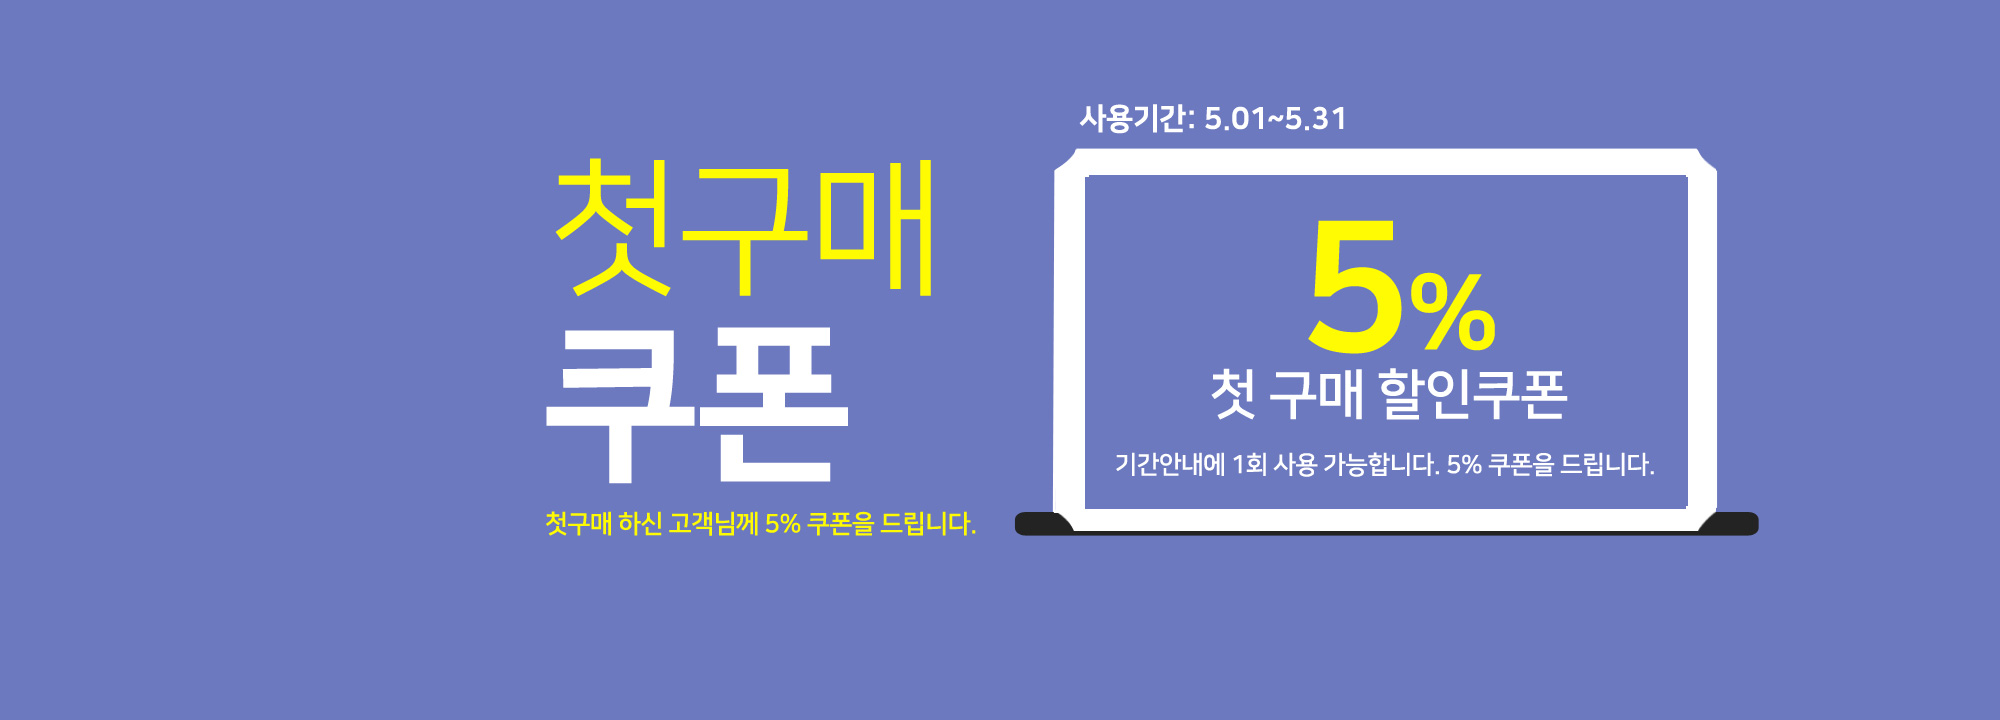 첫구매
쿠폰
첫구매 하신 고객님께 5% 쿠폰을 드립니다.
사용기간: 5.01~5.31
5%
첫 구매 할인쿠폰
기간안내에 1회 사용 가능합니다. 5% 쿠폰을 드립니다.